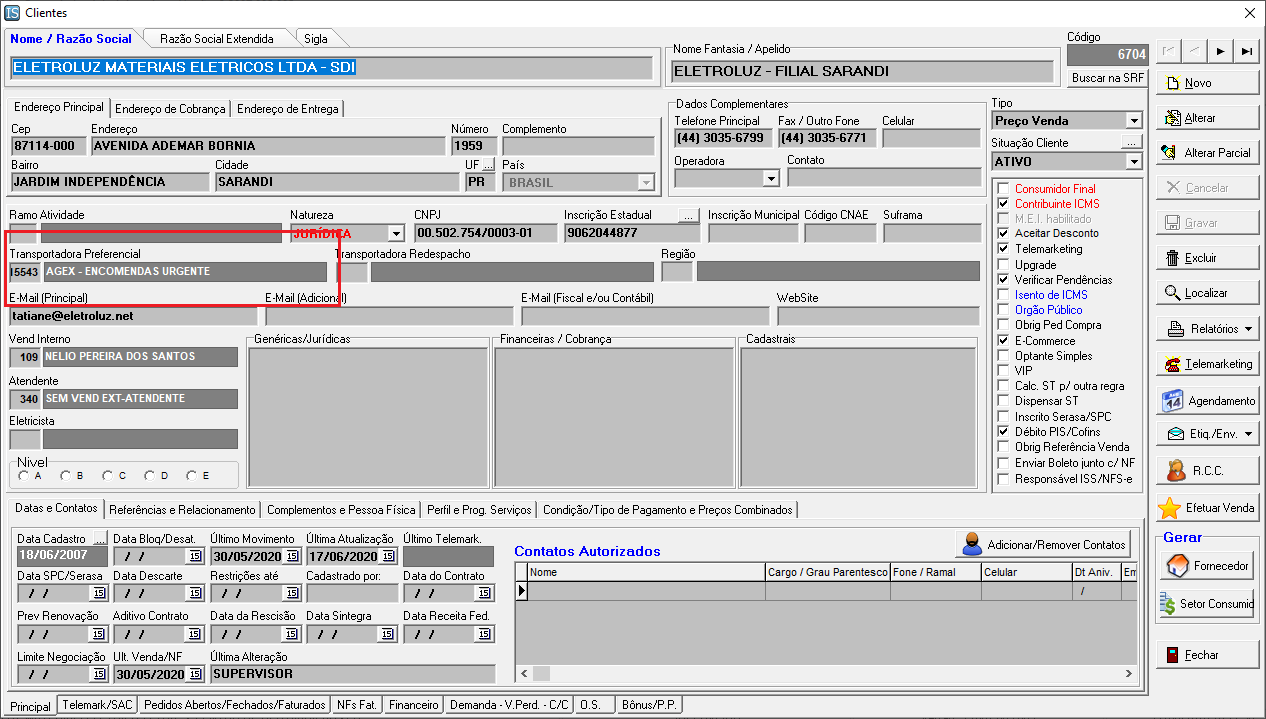 Clientes
Nome / Razão Social
Razão Social Extendida
Sigla
ELETROLUZ MATERIAIS ELETRICOS LTDA - SDI
Nome Fantasia / Apelido
ELETROLUZ - FILIAL SARANDI
Código
6704
Buscar na SRF
Endereço Principal
Endereço de Cobrança
Endereço de Entrega
Cep
Endereço
Número
Complemento
87114-000
AVENIDA ADEMAR BORNIA
1959
Bairro
Cidade
UF
...
País
JARDIM INDEPENDÊNCIA
SARANDI
PR
BRASIL
Dados Complementares
Telefone Principal
Fax / Outro Fone
Celular
(44) 3035-6799
(44) 3035-6771
Operadora
Contato
Tipo
Preço Venda
Situação Cliente
...
ATIVO
Consumidor Final
Contribuinte ICMS
M.E.I. habilitado
Aceitar Desconto
Telemarketing
Upgrade
Verificar Pendências
Isento de ICMS
Orgão Público
Obrig Ped Compra
E-Commerce
Optante Simples
VIP
Calc. ST p/ outra regra
Dispensar ST
Inscrito Serasa/SPC
Débito PIS/Cofins
Obrig Referência Venda
Enviar Boleto junto c/ NF
Responsável ISS/NFS-e
Ramo Atividade
Natureza
CNPJ
Inscrição Estadual
...
Inscrição Municipal
Código CNAE
Suframa
JURÍDICA
00.502.754/0003-01
9062044877
Transportadora Preferencial
Transportadora Redespacho
Região
15543
AGEX - ENCOMENDAS URGENTE
E-Mail (Principal)
E-Mail (Adicional)
E-Mail (Fiscal e/ou Contábil)
WebSite
tatiane@eletroluz.net
Vend Interno
109
NELIO PEREIRA DOS SANTOS
Atendente
340
SEM VEND EXT-ATENDENTE
Eletricista
Nivel
A
B
C
D
E
Genéricas/Jurídicas
Financeiras / Cobrança
Cadastrais
Datas e Contatos
Referências e Relacionamento
Complementos e Pessoa Física
Perfil e Prog. Serviços
Condição/Tipo de Pagamento e Preços Combinados
Data Cadastro
...
Data Bloq/Desat.
Último Movimento
Última Atualização
Último Telemark.
18/06/2007
/ /
15
30/05/2020
15
17/06/2020
15
Data SPC/Serasa
Data Descarte
Restrições até
Cadastrado por:
Data do Contrato
/ /
15
/ /
15
/ /
15
/ /
15
Prev Renovação
Aditivo Contrato
Data da Rescisão
Data Sintegra
Data Receita Fed.
/ /
15
/ /
15
/ /
15
/ /
15
/ /
15
Limite Negociação
Ult. Venda/NF
Última Alteração
/ /
15
30/05/2020
15
SUPERVISOR
Contatos Autorizados
Adicionar/Remover Contatos
Nome
Cargo / Grau Parentesco
Fone / Ramal
Celular
Dt Aniv.
Em
/
Novo
Alterar
Alterar Parcial
Cancelar
Gravar
Excluir
Localizar
Relatórios
Telemarketing
Agendamento
Etiq./Env.
R.C.C.
Efetuar Venda
Gerar
Fornecedor
Setor Consumid
Fechar
Principal
Telemark/SAC
Pedidos Abertos/Fechados/Faturados
NFs Fat.
Financeiro
Demanda - V.Perd. - C/C
O.S.
Bônus/P.P.